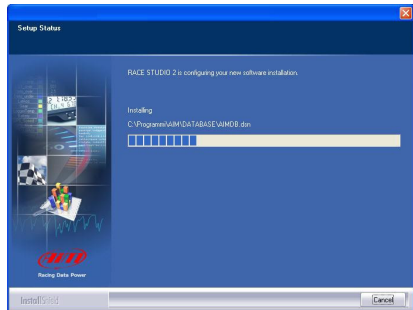 Setup Status
RACE STUDIO 2 is configuring your new software installation.
Installing
C:\Programmi\AIM\DATABASE\AIMDB.dsn
AIM
Racing Data Power
InstallShield
Cancel